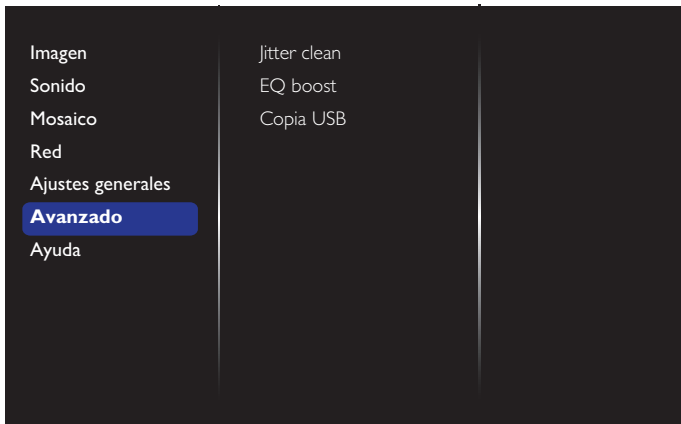 Imagen
Sonido
Mosaico
Red
Ajustes generales
Avanzado
Ayuda
Jitter clean
EQ boost
Copia USB